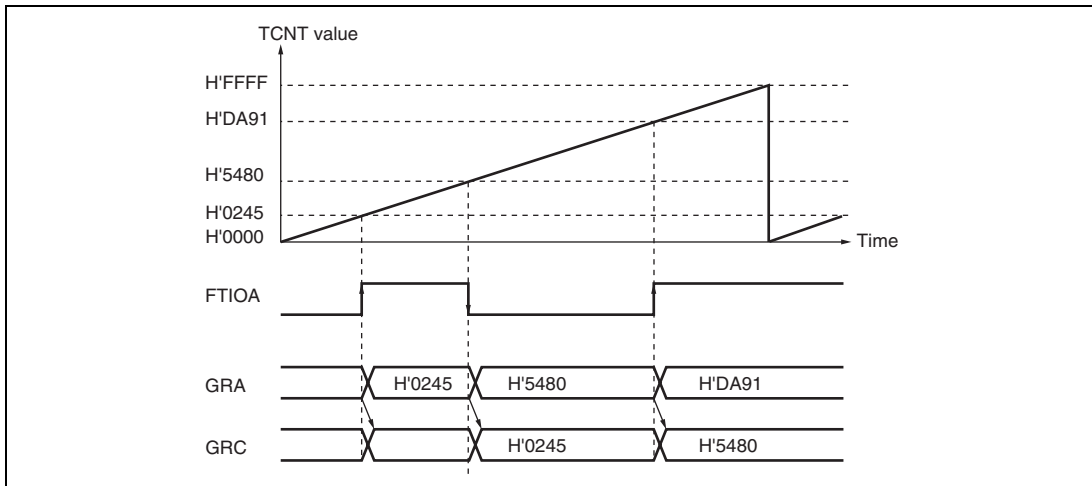 TCNT value
H'FFFF
H'DA91
H'5480
H'0245
H'0000
Time
FTIOA
GRA
H'0245
H'5480
H'DA91
GRC
H'0245
H'5480